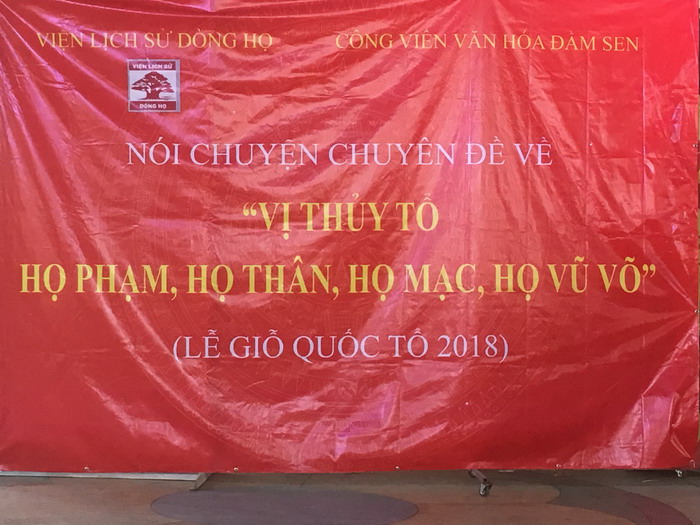 VIỆN LỊCH SỬ DÒNG HỌ
CÔNG VIÊN VĂN HÓA ĐẦM SEN
VIỆN LỊCH SỬ
DÒNG HỌ
NÓI CHUYỆN CHUYÊN ĐỀ VỀ
“VỊ THỦY TỔ
HỌ PHẠM, HỌ THÂN, HỌ MẠC, HỌ VŨ VÕ”
(LỄ GIỖ QUỐC TỔ 2018)